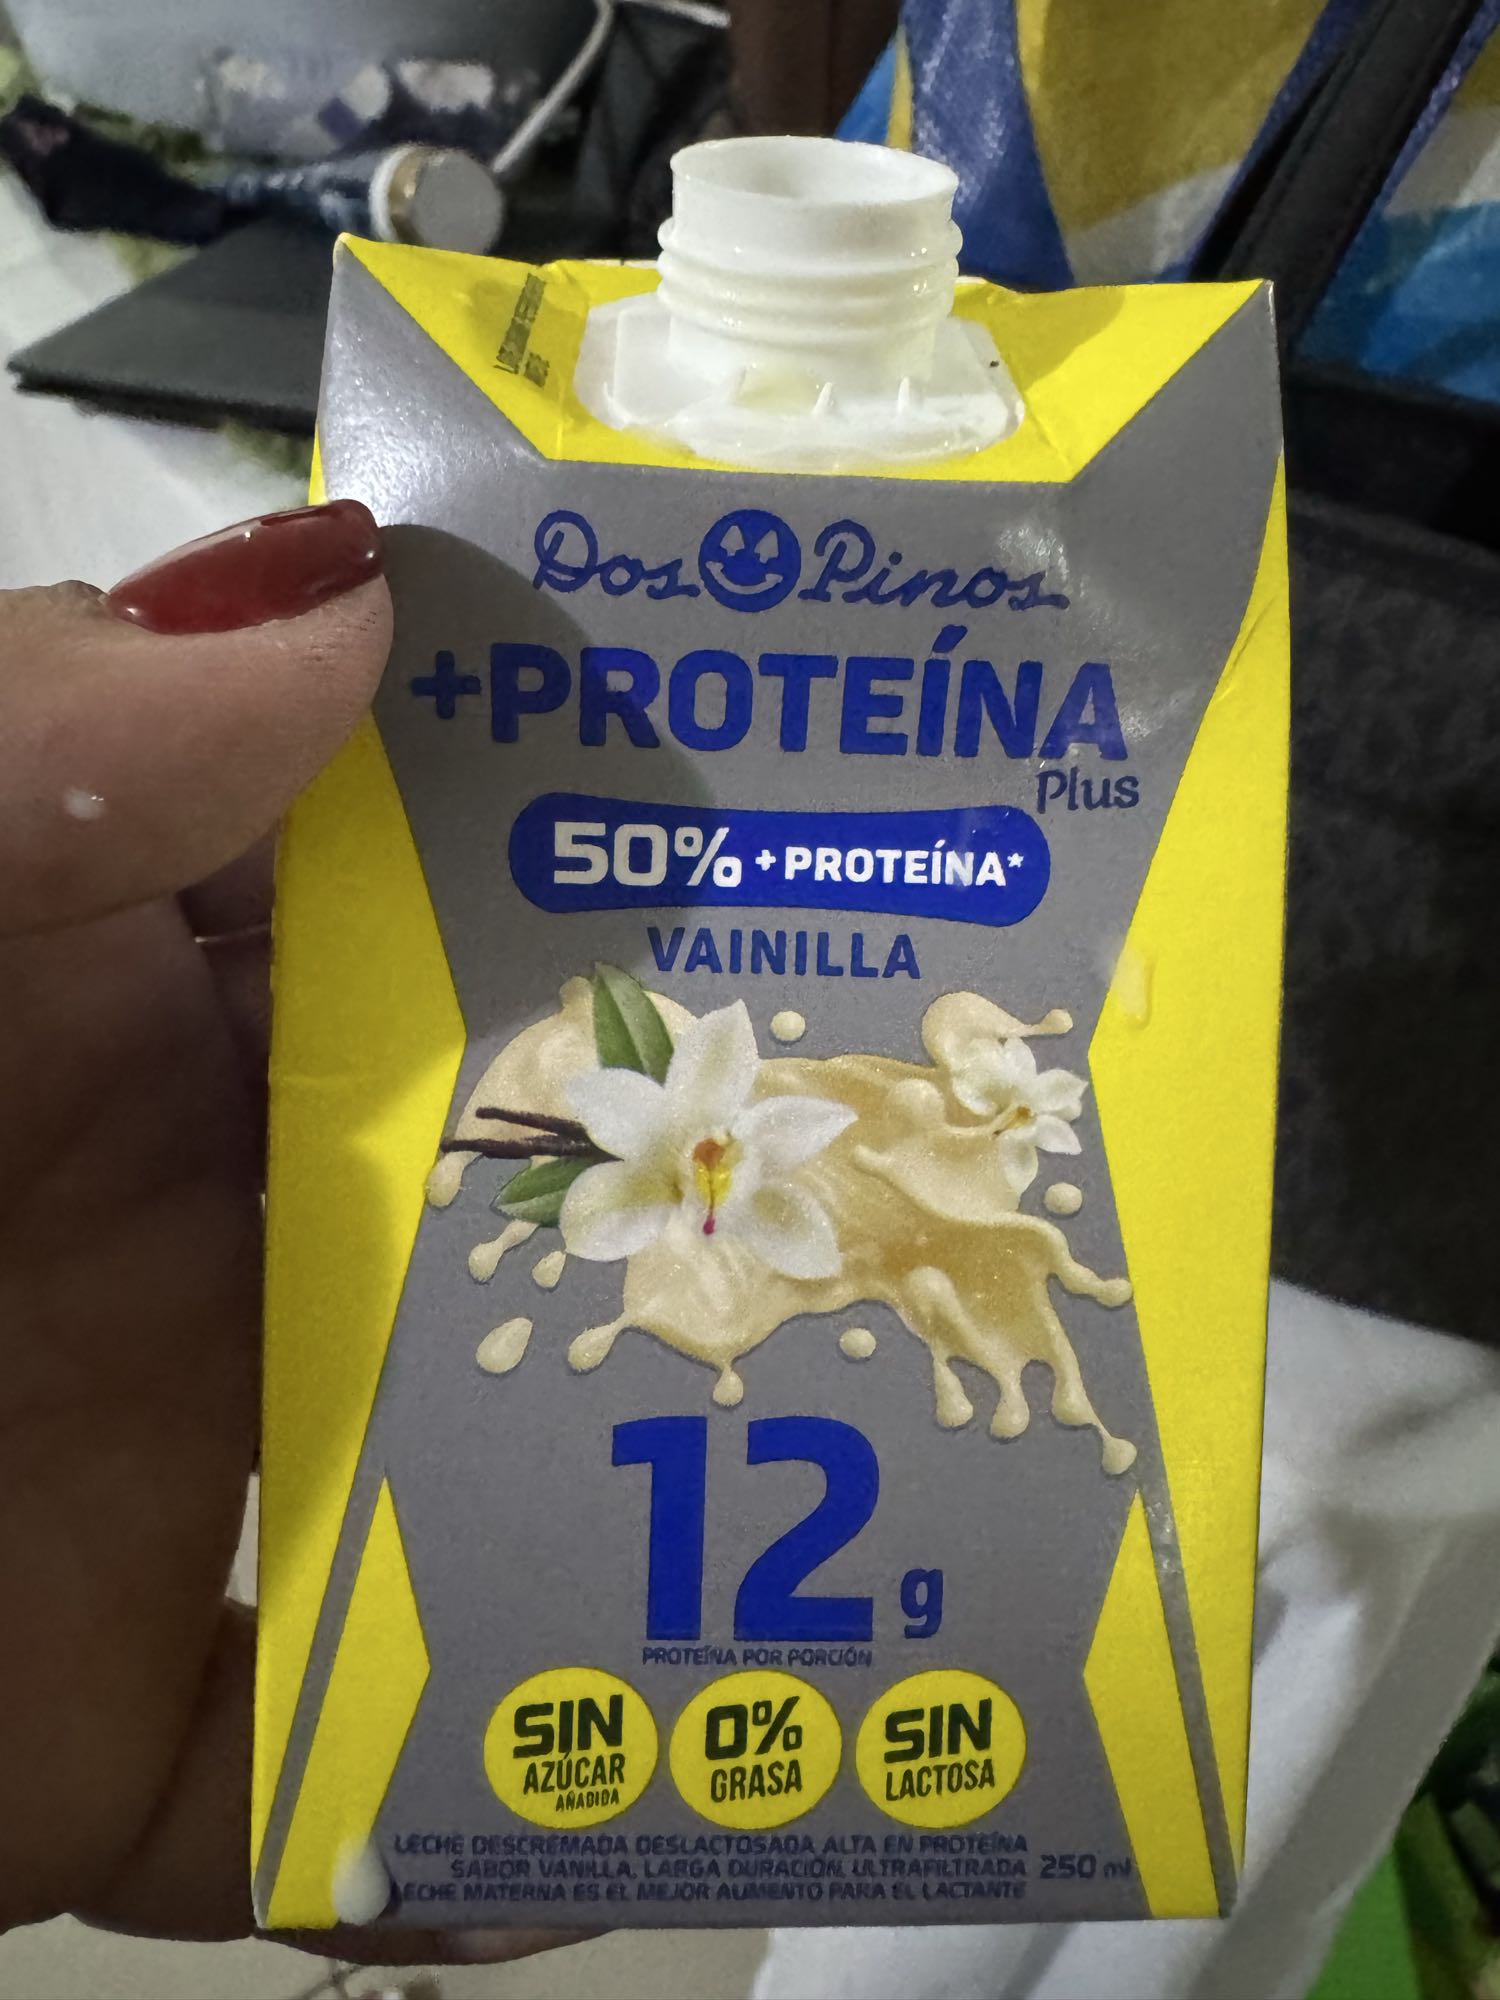 Dos Pinos
+PROTEÍNA
Plus
50% + PROTEÍNA*
VAINILLA
12 g
PROTEÍNA POR PORCIÓN
SIN
AZÚCAR
AÑADIDA
0%
GRASA
SIN
LACTOSA
LECHE DESCREMADA DESLACTOSADA ALTA EN PROTEÍNA
SABOR VAINILLA, LARGA DURACIÓN, ULTRAFILTRADA
250 ml
LECHE MATERNA ES EL MEJOR ALIMENTO PARA EL LACTANTE